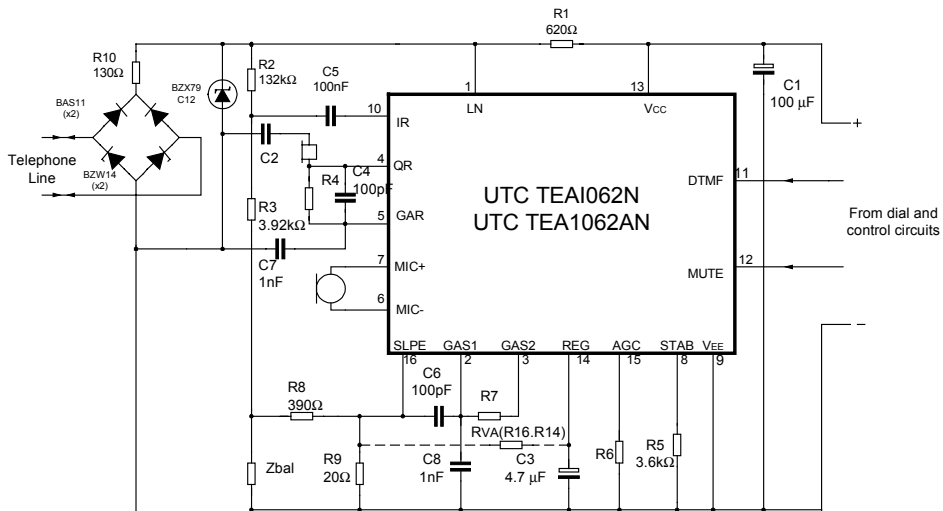 R1
620Ω
R10
130Ω
BZX79
C12
R2
132kΩ
C5
100nF
1
LN
13
VCC
C1
100 µF
BAS11
(x2)
10
IR
+
C2
4
QR
C4
100pF
Telephone
Line
BZW14
(x2)
R4
UTC TEAI062N
UTC TEA1062AN
11
DTMF
R3
3.92kΩ
5
GAR
From dial and
control circuits
C7
1nF
7
MIC+
12
MUTE
6
MIC-
SLPE GAS1 GAS2 REG AGC STAB VEE
16 2 3 14 15 8 9
–
R8
390Ω
C6
100pF
R7
RVA(R16.R14)
Zbal
R9
20Ω
C8
1nF
C3
4.7 µF
R6
R5
3.6kΩ